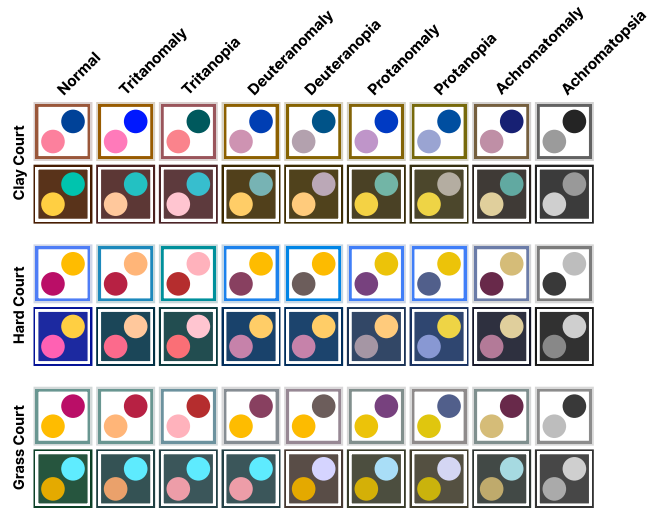 Normal
Tritanomaly
Tritanopia
Deuteranomaly
Deuteranopia
Protanomaly
Protanopia
Achromatomaly
Achromatopsia
Clay Court
Hard Court
Grass Court